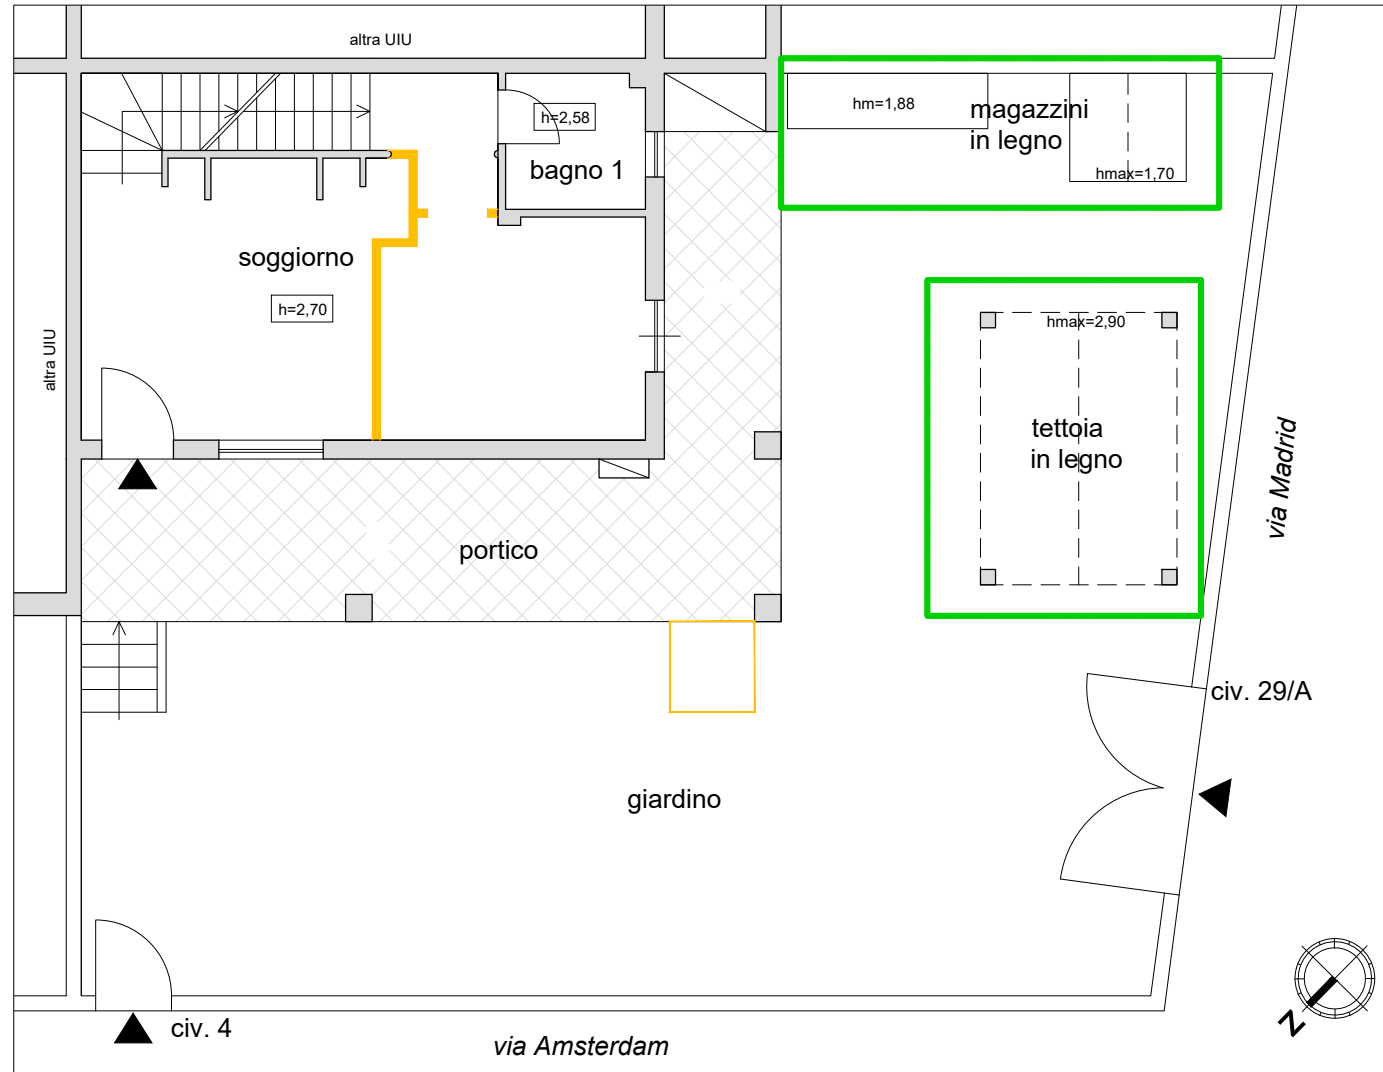 altra UIU
h=2,58
bagno 1
hm=1,88
magazzini
in legno
hmax=1,70
soggiorno
h=2,70
altra UIU
hmax=2,90
tettoia
in legno
via Madrid
portico
civ. 29/A
giardino
civ. 4
via Amsterdam
N